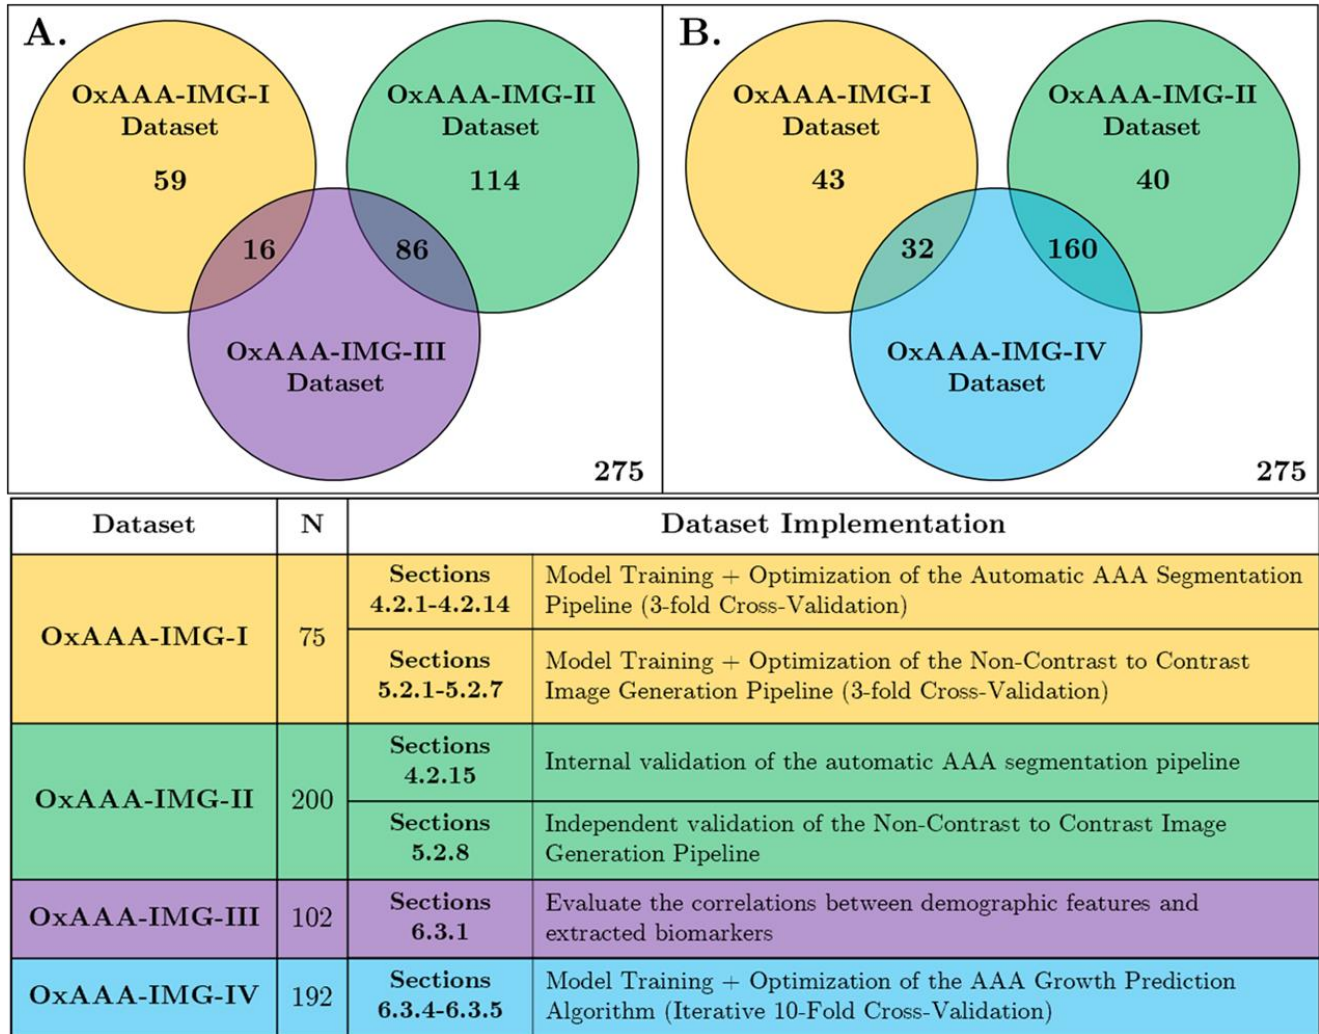 A.
OxAAA-IMG-I
Dataset
59
OxAAA-IMG-II
Dataset
114
16
86
OxAAA-IMG-III
Dataset
275
B.
OxAAA-IMG-I
Dataset
43
OxAAA-IMG-II
Dataset
40
32
160
OxAAA-IMG-IV
Dataset
275
Dataset N Dataset Implementation
OxAAA-IMG-I 75
Sections
4.2.1-4.2.14
Model Training + Optimization of the Automatic AAA Segmentation
Pipeline (3-fold Cross-Validation)
Sections
5.2.1-5.2.7
Model Training + Optimization of the Non-Contrast to Contrast
Image Generation Pipeline (3-fold Cross-Validation)
OxAAA-IMG-II 200
Sections
4.2.15
Internal validation of the automatic AAA segmentation pipeline
Sections
5.2.8
Independent validation of the Non-Contrast to Contrast Image
Generation Pipeline
OxAAA-IMG-III 102
Sections
6.3.1
Evaluate the correlations between demographic features and
extracted biomarkers
OxAAA-IMG-IV 192
Sections
6.3.4-6.3.5
Model Training + Optimization of the AAA Growth Prediction
Algorithm (Iterative 10-Fold Cross-Validation)